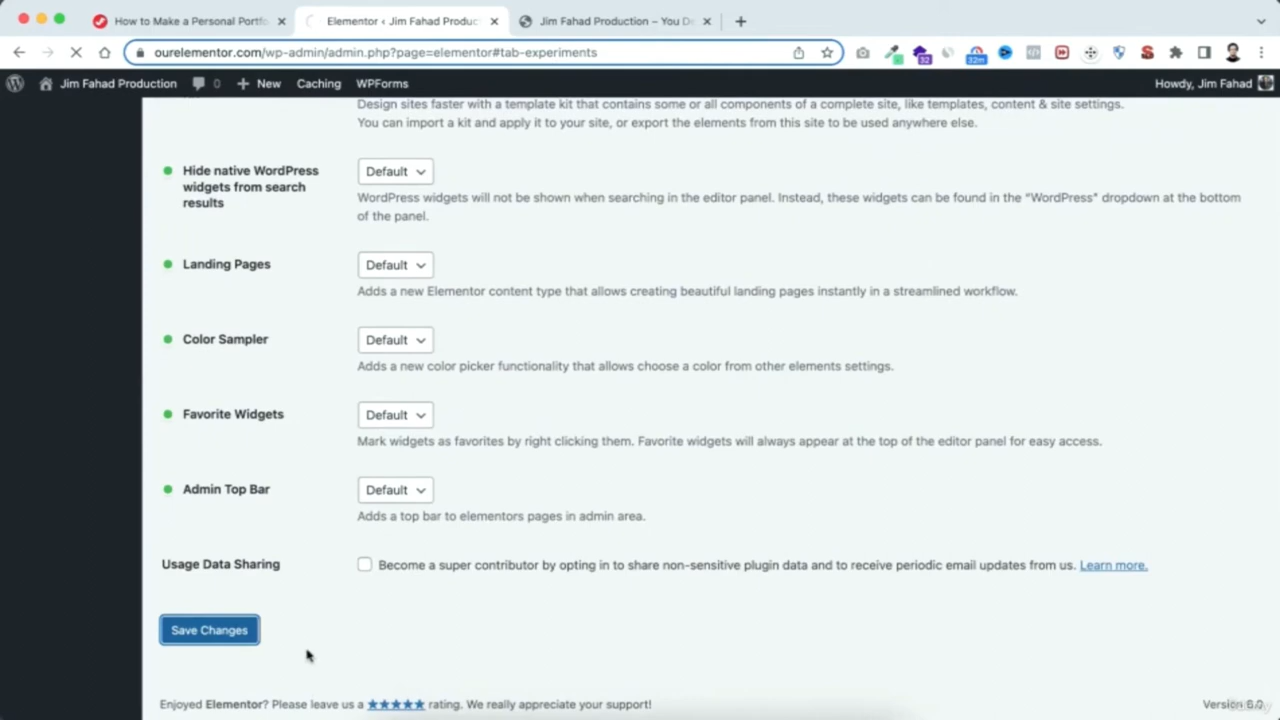 How to Make a Personal Portfo
Elementor ‹ Jim Fahad Produc
Jim Fahad Production – You De
ourelementor.com/wp-admin/admin.php?page=elementor#tab-experiments
32
32m
Jim Fahad Production
0
New
Caching
WPForms
Howdy, Jim Fahad
Design sites faster with a template kit that contains some or all components of a complete site, like templates, content & site settings.
You can import a kit and apply it to your site, or export the elements from this site to be used anywhere else.
Hide native WordPress
widgets from search
results
Default
WordPress widgets will not be shown when searching in the editor panel. Instead, these widgets can be found in the "WordPress" dropdown at the bottom
of the panel.
Landing Pages
Default
Adds a new Elementor content type that allows creating beautiful landing pages instantly in a streamlined workflow.
Color Sampler
Default
Adds a new color picker functionality that allows choose a color from other elements settings.
Favorite Widgets
Default
Mark widgets as favorites by right clicking them. Favorite widgets will always appear at the top of the editor panel for easy access.
Admin Top Bar
Default
Adds a top bar to elementors pages in admin area.
Usage Data Sharing
Become a super contributor by opting in to share non-sensitive plugin data and to receive periodic email updates from us. Learn more.
Save Changes
Enjoyed Elementor? Please leave us a ★★★★★ rating. We really appreciate your support!
Version 6.0